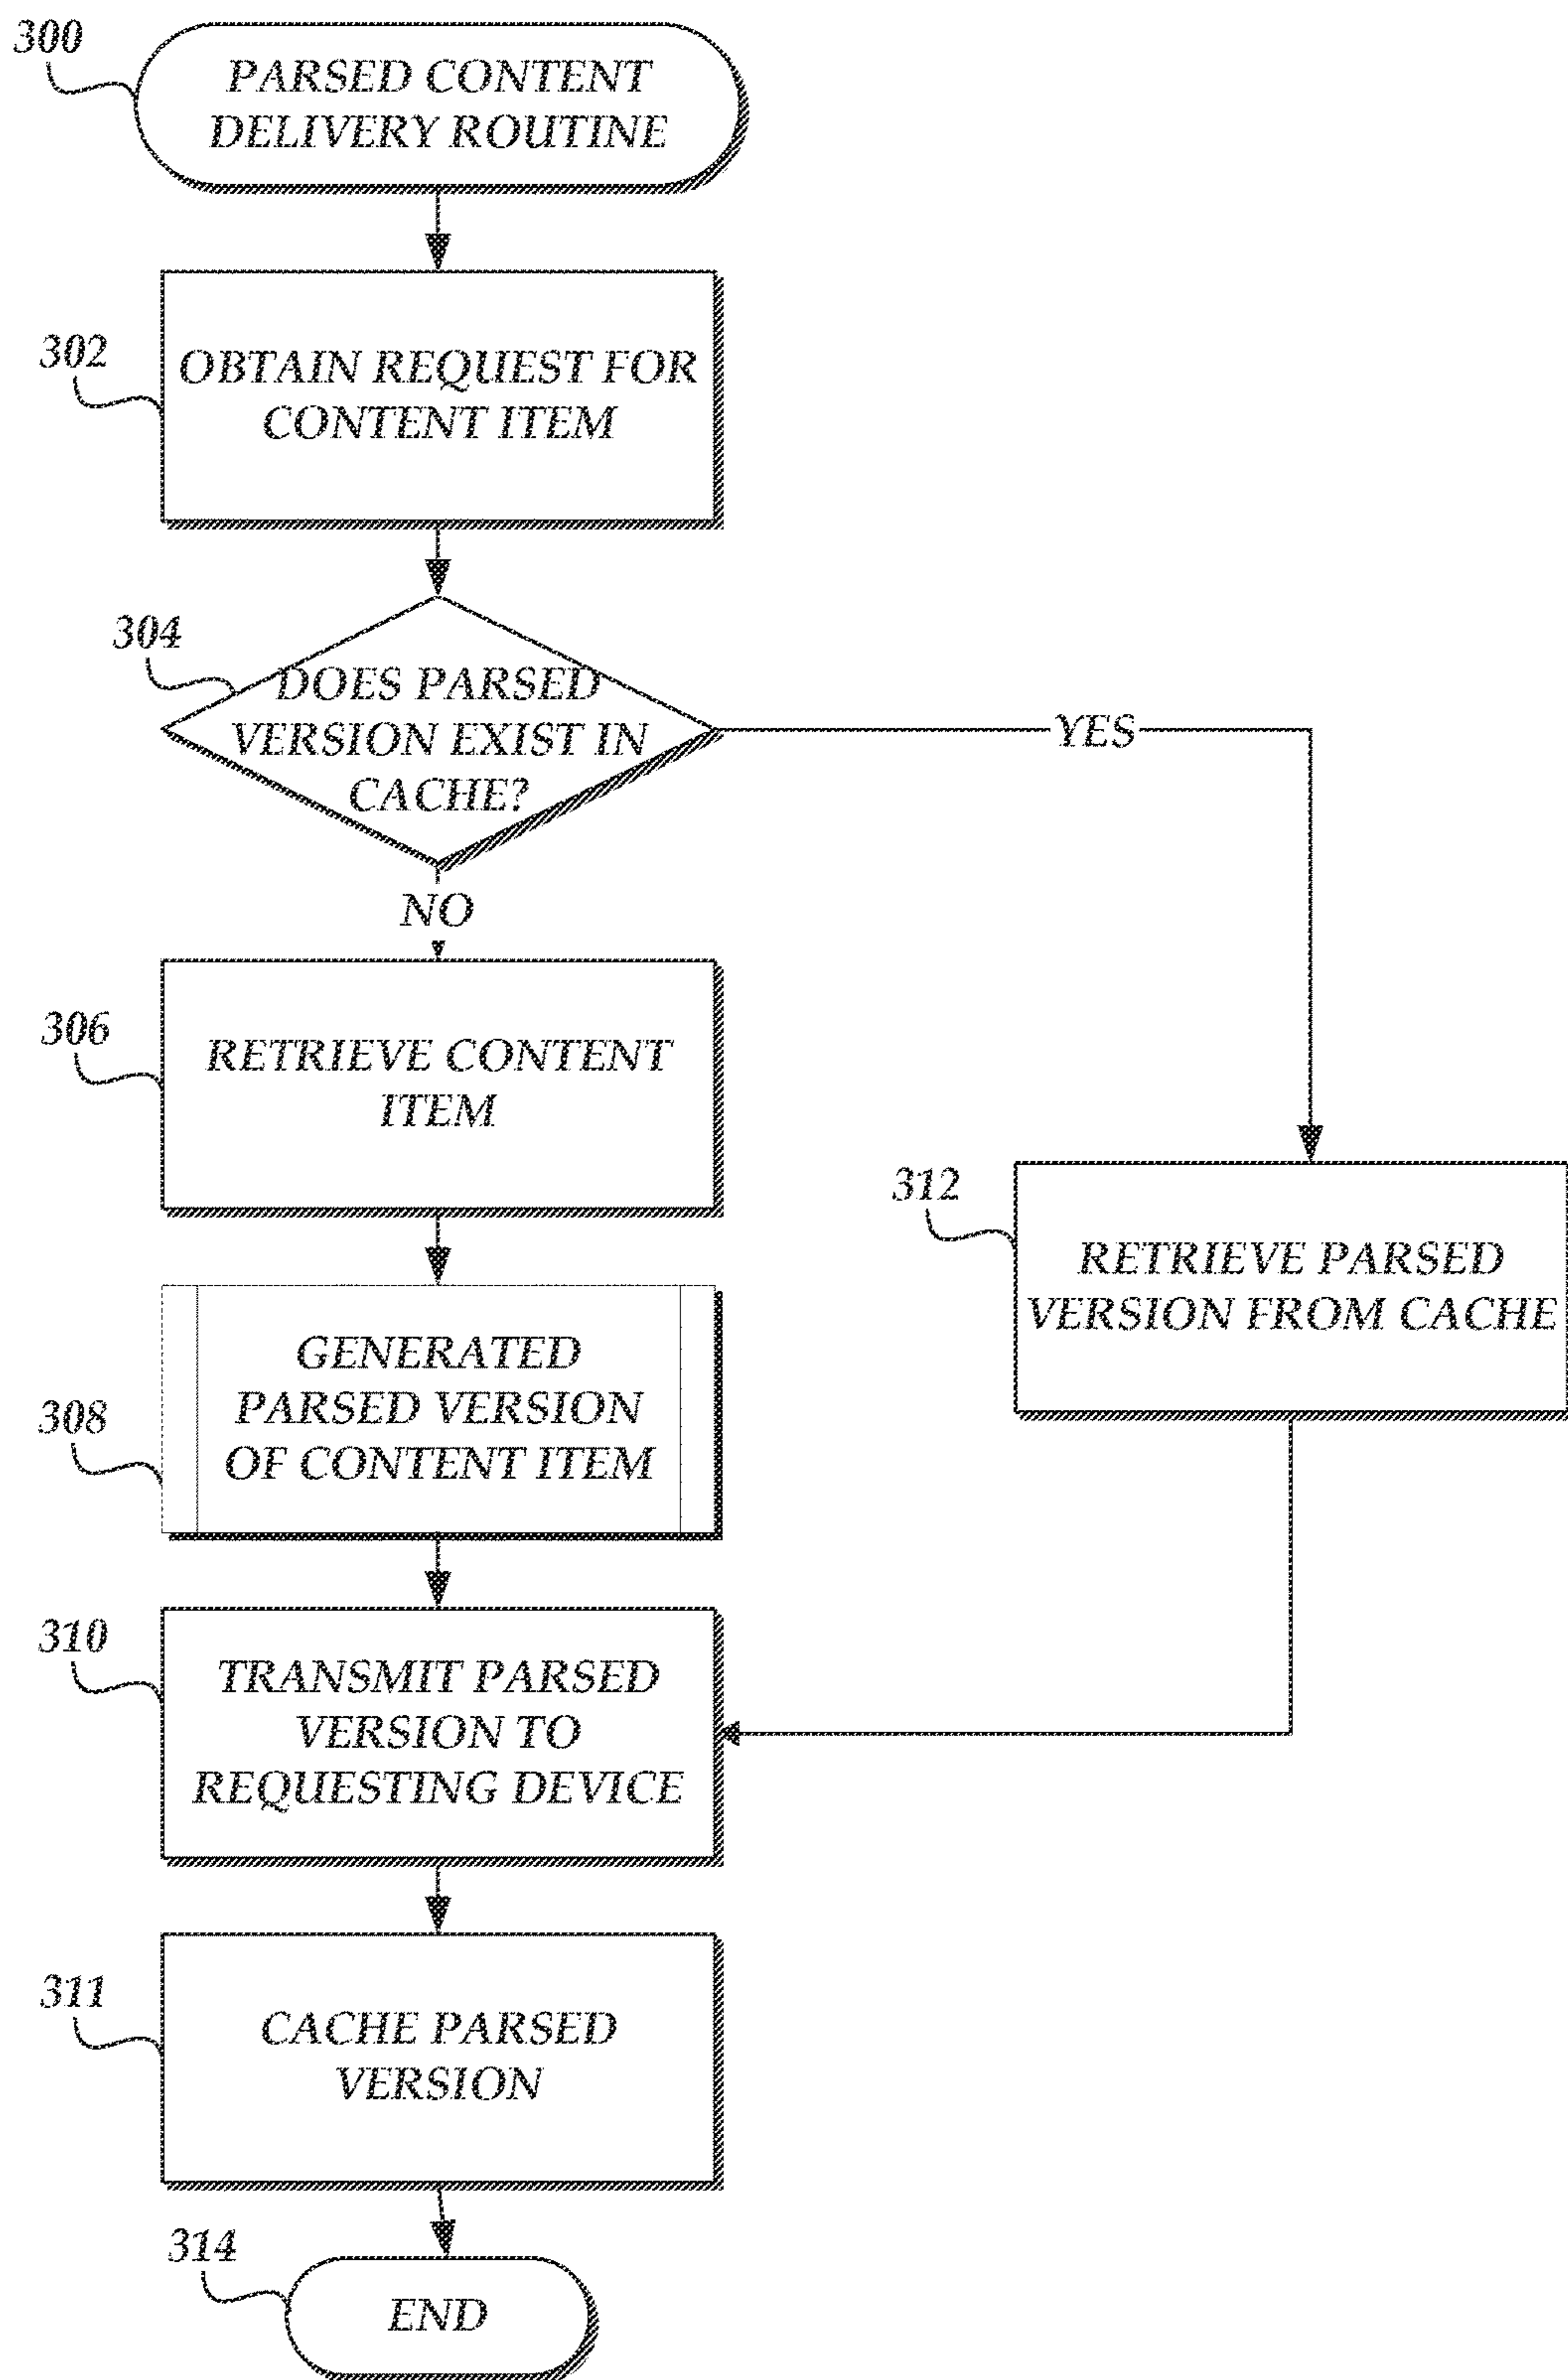 300
PARSED CONTENT
DELIVERY ROUTINE
302
OBTAIN REQUEST FOR
CONTENT ITEM
304
DOES PARSED
VERSION EXIST IN
CACHE?
YES
NO
306
RETRIEVE CONTENT
ITEM
312
RETRIEVE PARSED
VERSION FROM CACHE
308
GENERATED
PARSED VERSION
OF CONTENT ITEM
310
TRANSMIT PARSED
VERSION TO
REQUESTING DEVICE
311
CACHE PARSED
VERSION
314
END